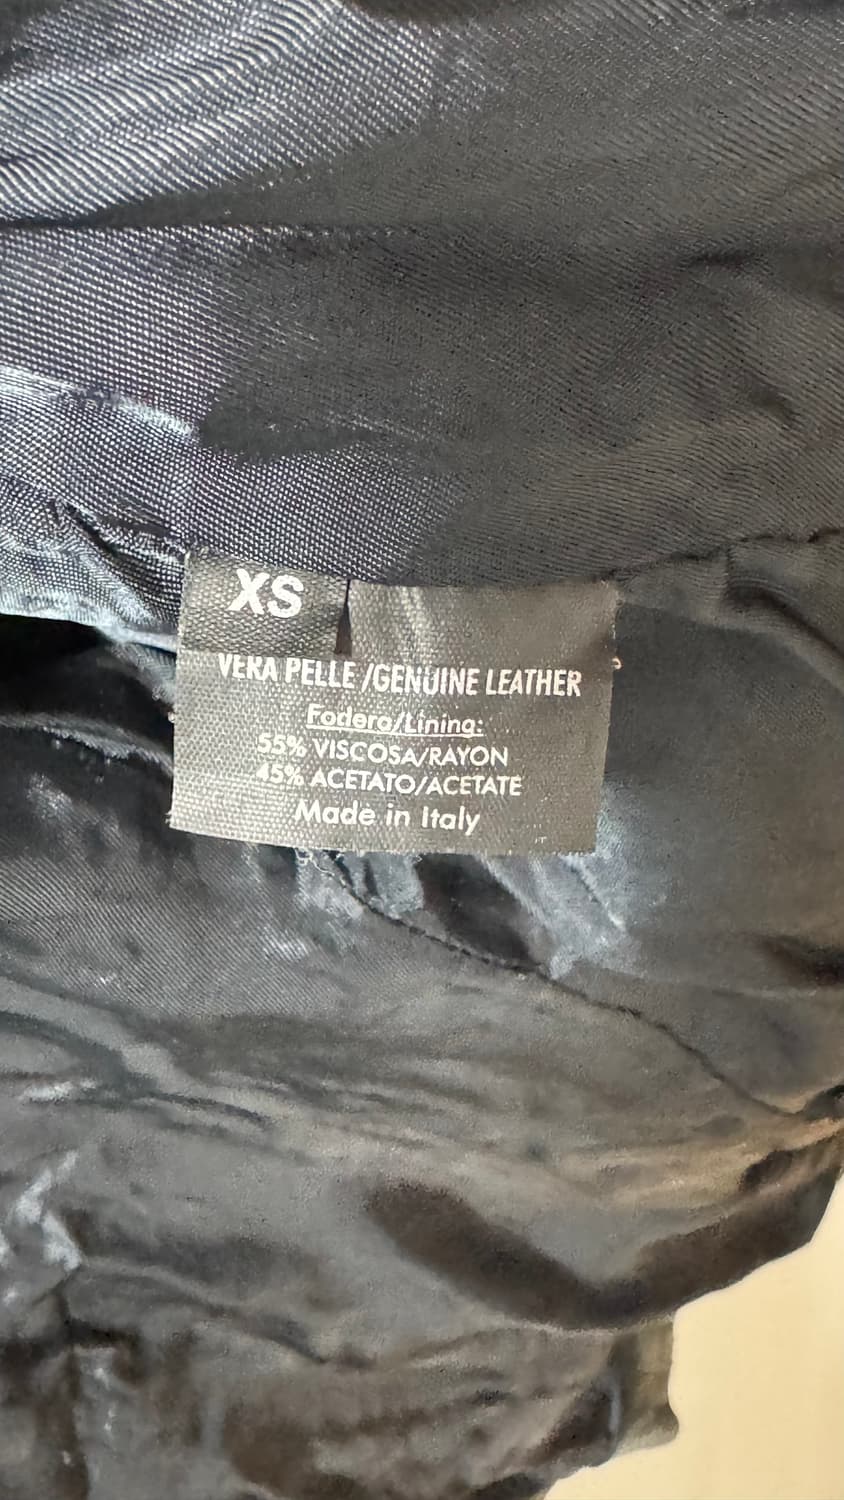 XS
VERA PELLE /GENUINE LEATHER
Fodera/Lining:
55% VISCOSA/RAYON
45% ACETATO/ACETATE
Made in Italy